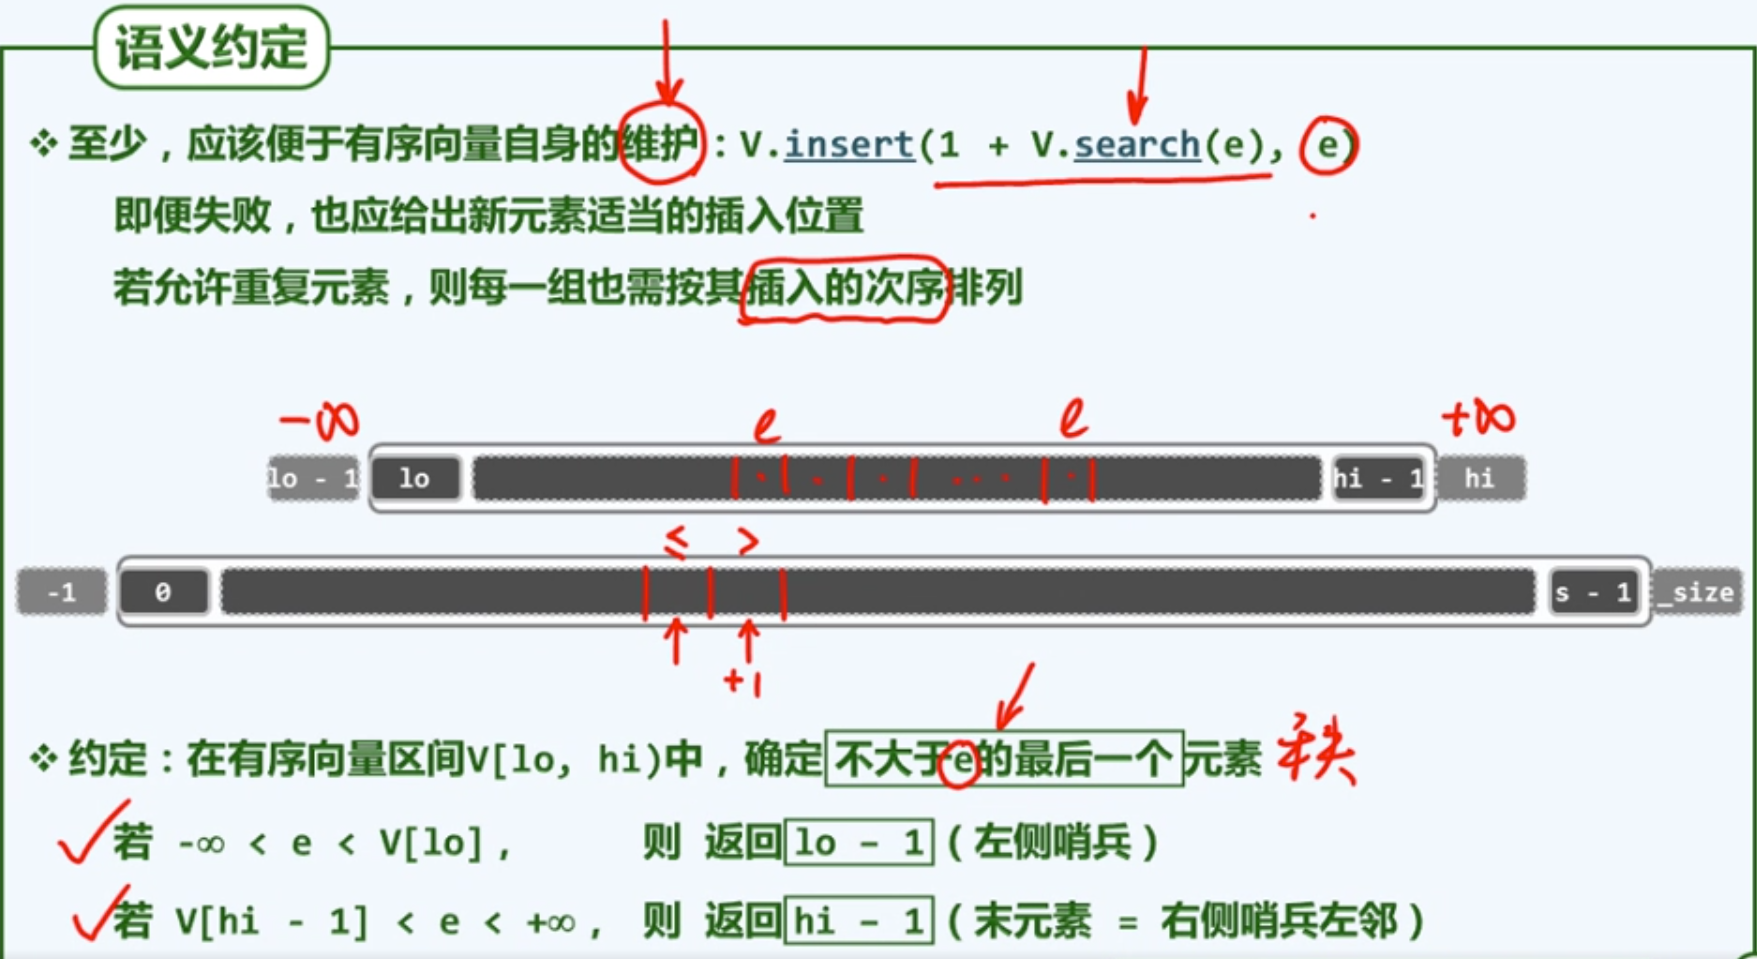 语义约定
❖ 至少，应该便于有序向量自身的维护：V.insert(1 + V.search(e), e)
即便失败，也应给出新元素适当的插入位置
若允许重复元素，则每一组也需按其插入的次序排列
-∞ e e +∞
lo - 1 lo hi - 1 hi
≤ >
-1 0 s - 1 _size
+1
❖ 约定：在有序向量区间V[lo, hi)中，确定不大于e的最后一个元素
若 -∞ < e < V[lo]， 则 返回 lo - 1（左侧哨兵）
若 V[hi - 1] < e < +∞， 则 返回 hi - 1（末元素 = 右侧哨兵左邻）